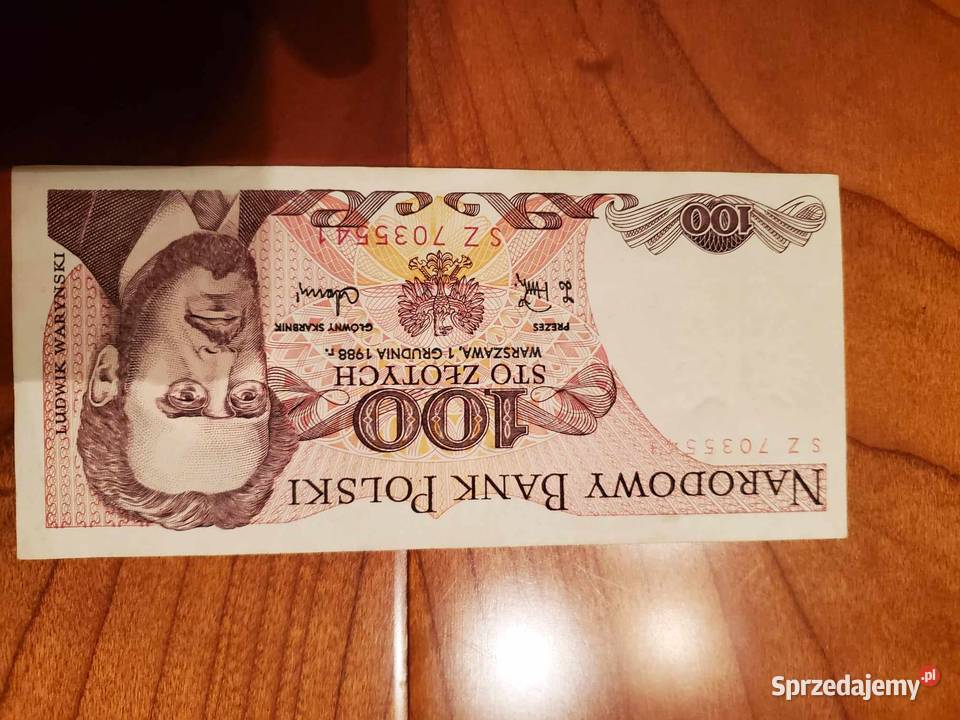 NARODOWY BANK POLSKI
SZ 7035541
100
STO ZŁOTYCH
WARSZAWA, 1 GRUDNIA 1988 r.
PREZES
GŁÓWNY SKARBNIK
SZ 7035541
100
LUDWIK WARYŃSKI
Sprzedajemy.pl